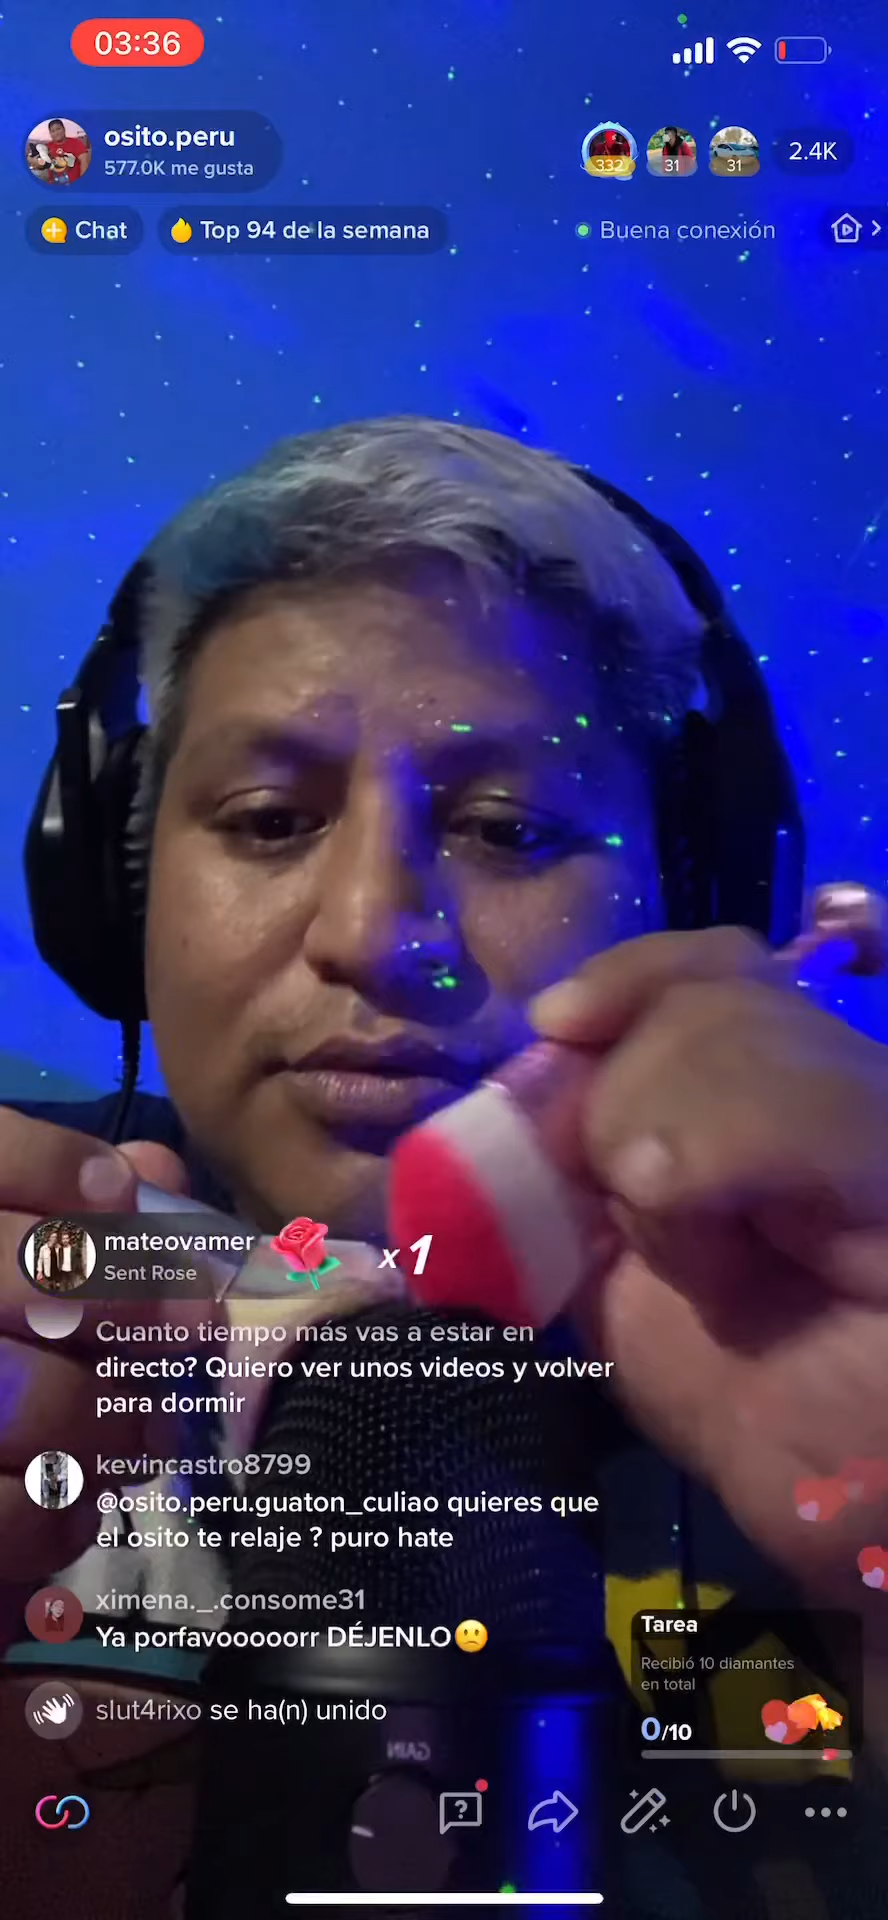 03:36
osito.peru
577.0K me gusta
332
31
31
2.4K
Chat
Top 94 de la semana
Buena conexión
mateovamer
Sent Rose
x 1
Cuanto tiempo más vas a estar en
directo? Quiero ver unos videos y volver
para dormir
kevincastro8799
@osito.peru.guaton_culiao quieres que
el osito te relaje ? puro hate
ximena._.consome31
Ya porfavooooorr DÉJENLO🙁
slut4rixo se ha(n) unido
Tarea
Recibió 10 diamantes
en total
0/10
GAIN
?